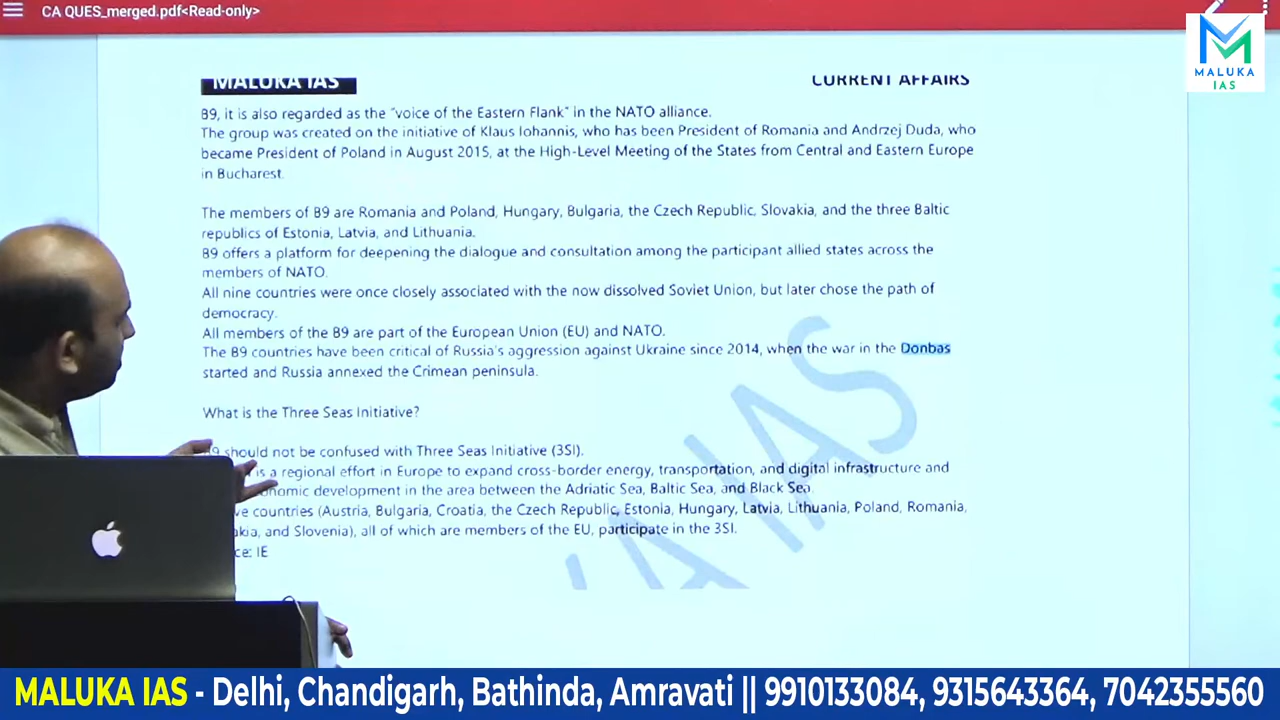 CA QUES_merged.pdf<Read-only>
MALUKA IAS
MALUKA IAS
CURRENT AFFAIRS
B9, it is also regarded as the "voice of the Eastern Flank" in the NATO alliance.
The group was created on the initiative of Klaus Iohannis, who has been President of Romania and Andrzej Duda, who
became President of Poland in August 2015, at the High-Level Meeting of the States from Central and Eastern Europe
in Bucharest.
The members of B9 are Romania and Poland, Hungary, Bulgaria, the Czech Republic, Slovakia, and the three Baltic
republics of Estonia, Latvia, and Lithuania.
B9 offers a platform for deepening the dialogue and consultation among the participant allied states across the
members of NATO.
All nine countries were once closely associated with the now dissolved Soviet Union, but later chose the path of
democracy.
All members of the B9 are part of the European Union (EU) and NATO.
The B9 countries have been critical of Russia's aggression against Ukraine since 2014, when the war in the Donbas
started and Russia annexed the Crimean peninsula.
What is the Three Seas Initiative?
should not be confused with Three Seas Initiative (3SI).
is a regional effort in Europe to expand cross-border energy, transportation, and digital infrastructure and
development in the area between the Adriatic Sea, Baltic Sea, and Black Sea.
countries (Austria, Bulgaria, Croatia, the Czech Republic, Estonia, Hungary, Latvia, Lithuania, Poland, Romania,
and Slovenia), all of which are members of the EU, participate in the 3SI.
IE
IAS
MALUKA IAS - Delhi, Chandigarh, Bathinda, Amravati || 9910133084, 9315643364, 7042355560